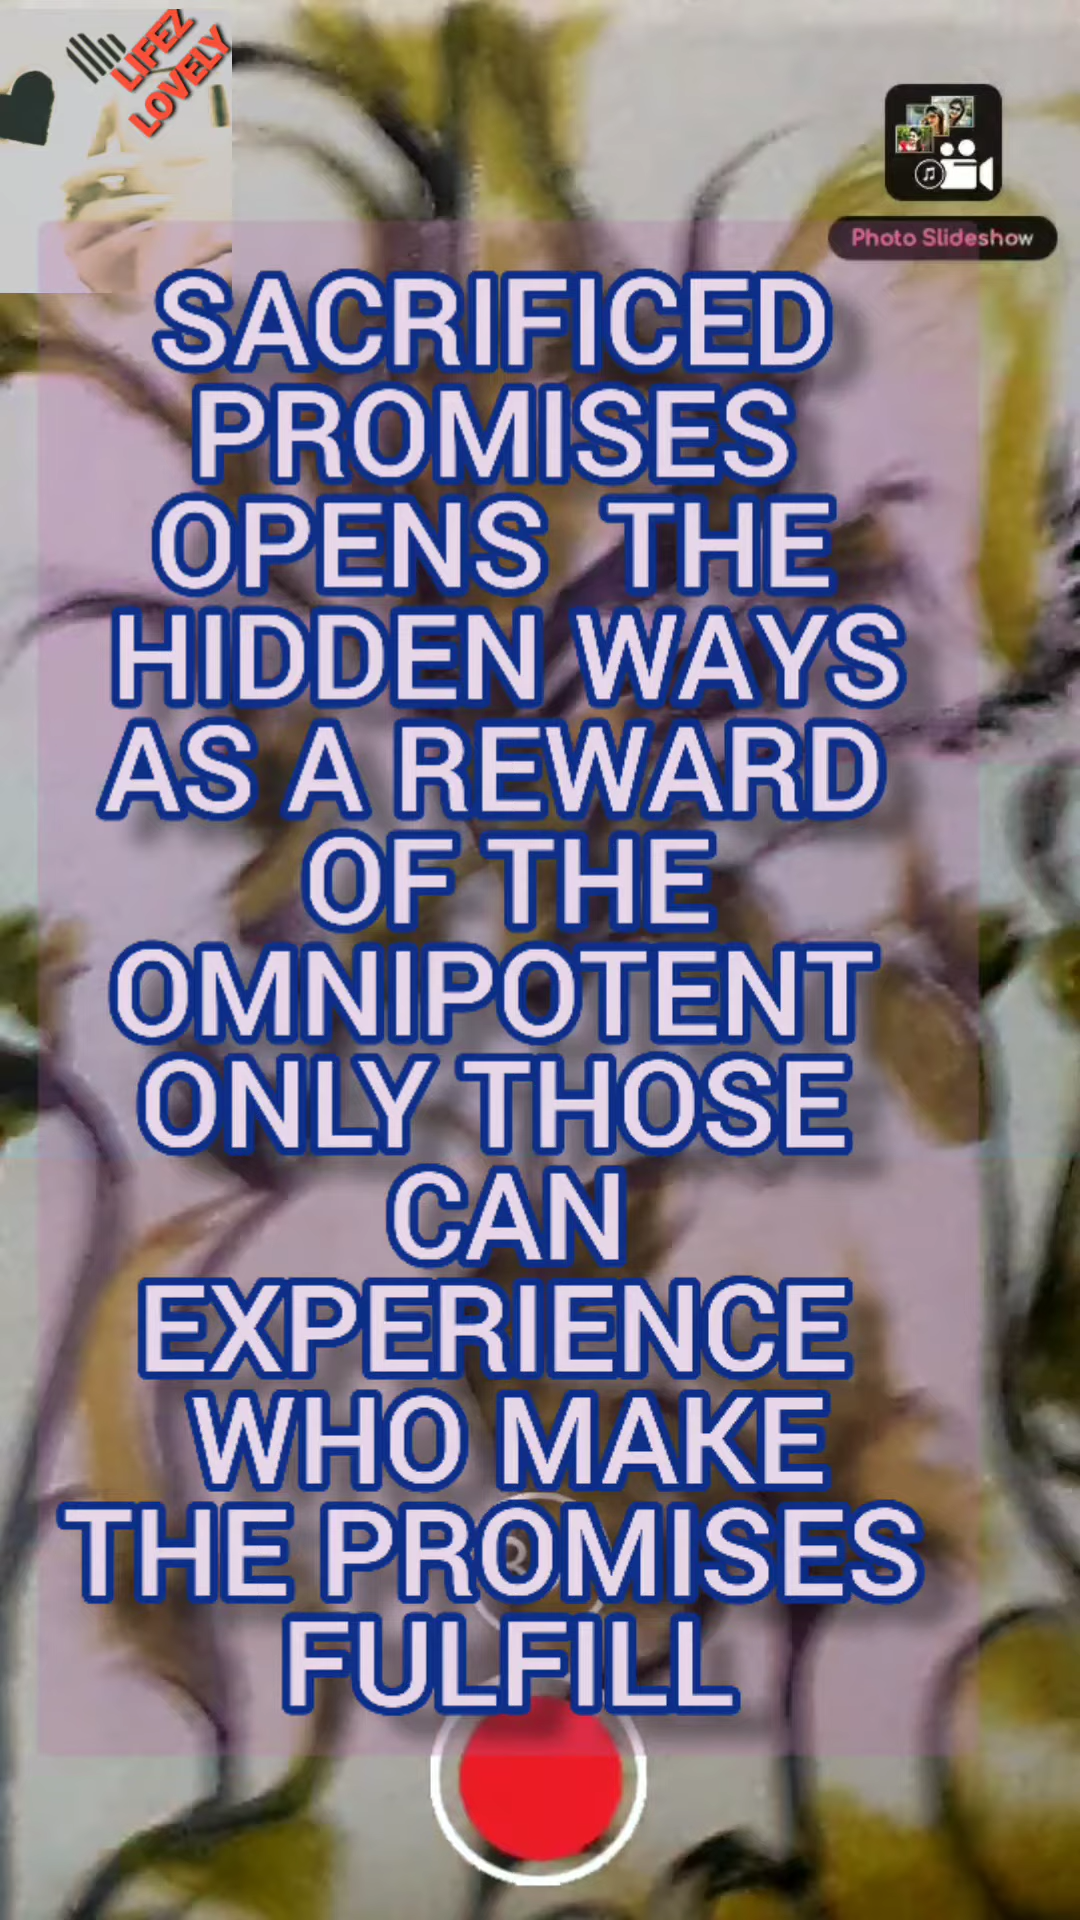 LIFEZ
LOVELY
Photo Slideshow
SACRIFICED
PROMISES
OPENS THE
HIDDEN WAYS
AS A REWARD
OF THE
OMNIPOTENT
ONLY THOSE
CAN
EXPERIENCE
WHO MAKE
THE PROMISES
FULFILL